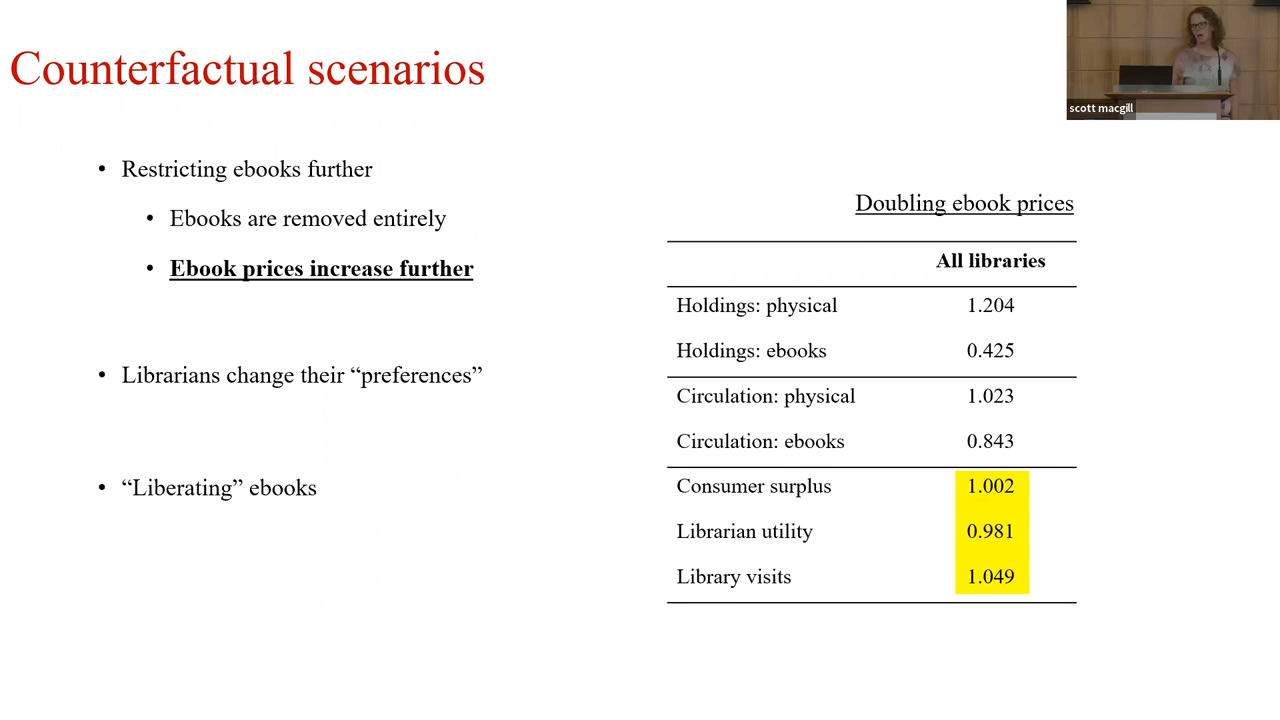 Counterfactual scenarios
scott macgill
• Restricting ebooks further
• Ebooks are removed entirely
• Ebook prices increase further
• Librarians change their “preferences”
• “Liberating” ebooks
Doubling ebook prices
All libraries
Holdings: physical 1.204
Holdings: ebooks 0.425
Circulation: physical 1.023
Circulation: ebooks 0.843
Consumer surplus 1.002
Librarian utility 0.981
Library visits 1.049